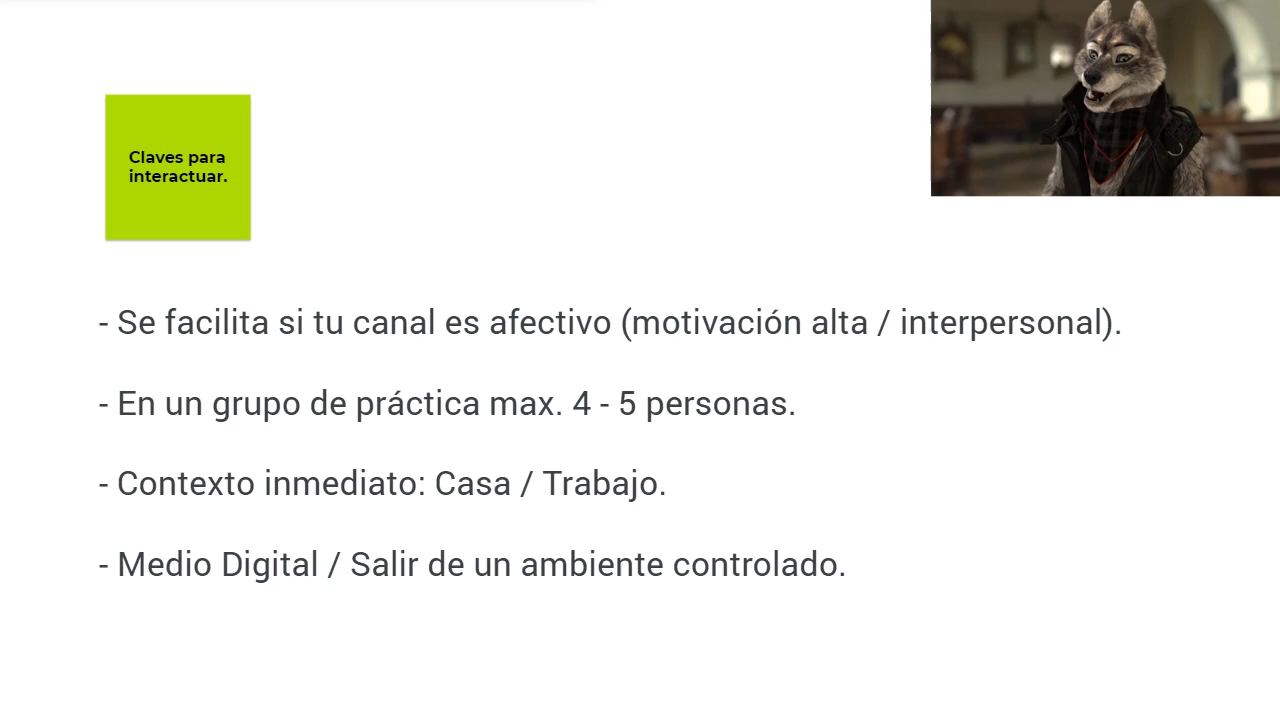 Claves para
interactuar.
- Se facilita si tu canal es afectivo (motivación alta / interpersonal).
- En un grupo de práctica max. 4 - 5 personas.
- Contexto inmediato: Casa / Trabajo.
- Medio Digital / Salir de un ambiente controlado.